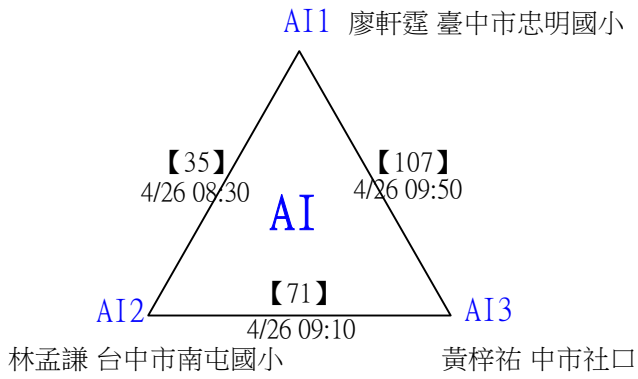 AI1 廖軒霆 臺中市忠明國小
【35】
4/26 08:30
【107】
4/26 09:50
AI
AI2
【71】
4/26 09:10
AI3
林孟謙 台中市南屯國小
黃梓祐 中市社口